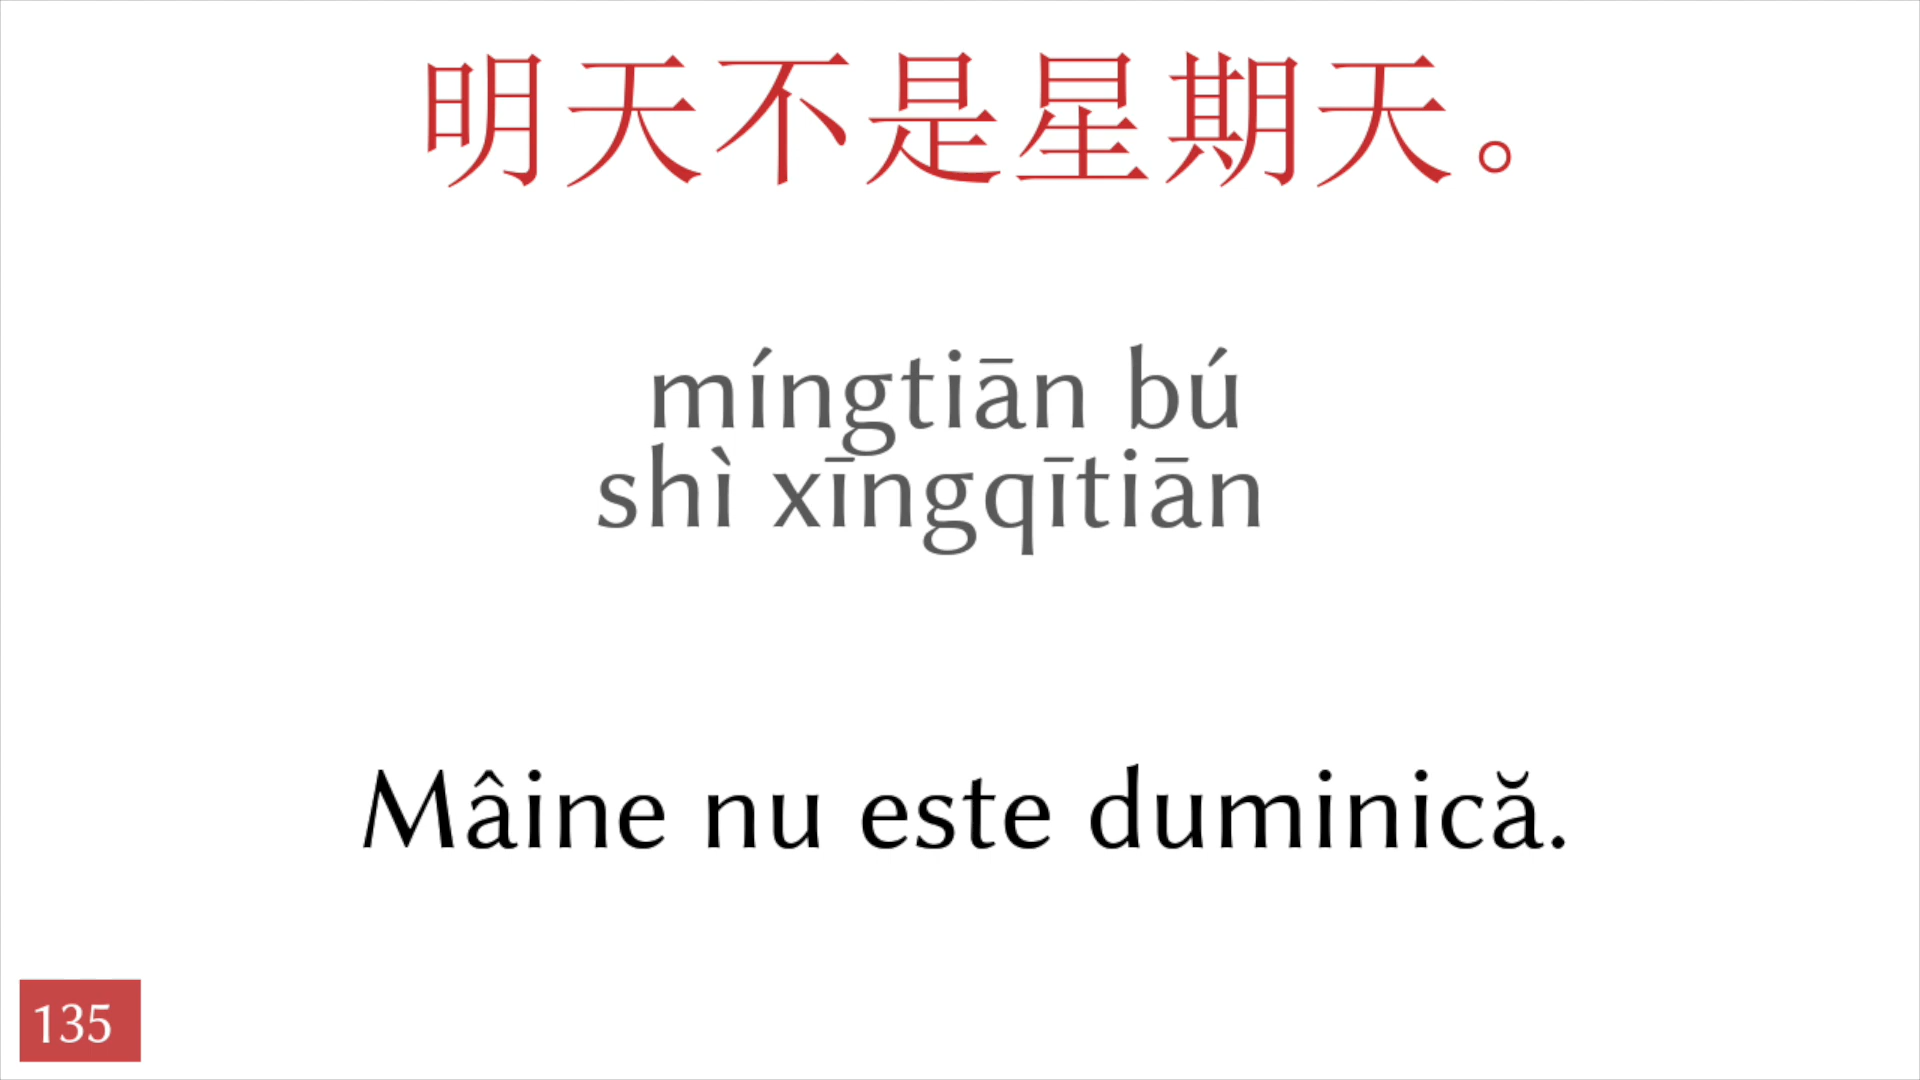 明天不是星期天。
míngtiān bú
shì xīngqītiān
Mâine nu este duminică.
135